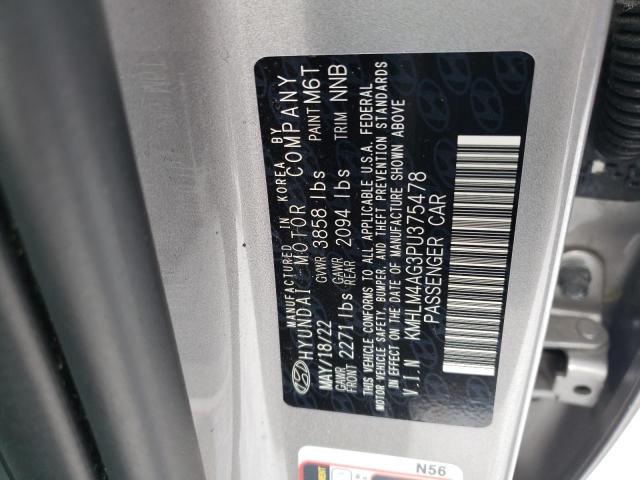 MANUFACTURED IN KOREA BY
HYUNDAI MOTOR COMPANY
MAY/18/22 GVWR 3858 lbs PAINT M6T
GAWR FRONT 2271 lbs GAWR REAR 2094 lbs TRIM NNB
THIS VEHICLE CONFORMS TO ALL APPLICABLE U.S.A. FEDERAL
MOTOR VEHICLE SAFETY, BUMPER, AND THEFT PREVENTION STANDARDS
IN EFFECT ON THE DATE OF MANUFACTURE SHOWN ABOVE
V.I.N KMHLM4AG3PU375478
PASSENGER CAR
N56